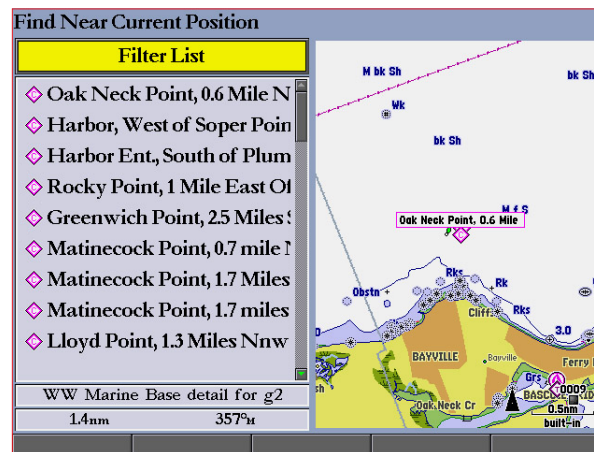 Find Near Current Position
Filter List
Oak Neck Point, 0.6 Mile N
Harbor, West of Soper Poin
Harbor Ent., South of Plum
Rocky Point, 1 Mile East Of
Greenwich Point, 2.5 Miles
Matinecock Point, 0.7 mile
Matinecock Point, 1.7 Miles
Matinecock Point, 1.7 miles
Lloyd Point, 1.3 Miles Nnw
WW Marine Base detail for g2
1.4nm 357°M
M bk Sh
bk Sh
Wk
bk Sh
M f S
Oak Neck Point, 0.6 Mile
Rks
Rk
Obstn
Cliff
Rks
3.0
BAYVILLE
Bayville
Ferry
Grs
0009
sh
Oak Neck Cr
0.5nm
built-in